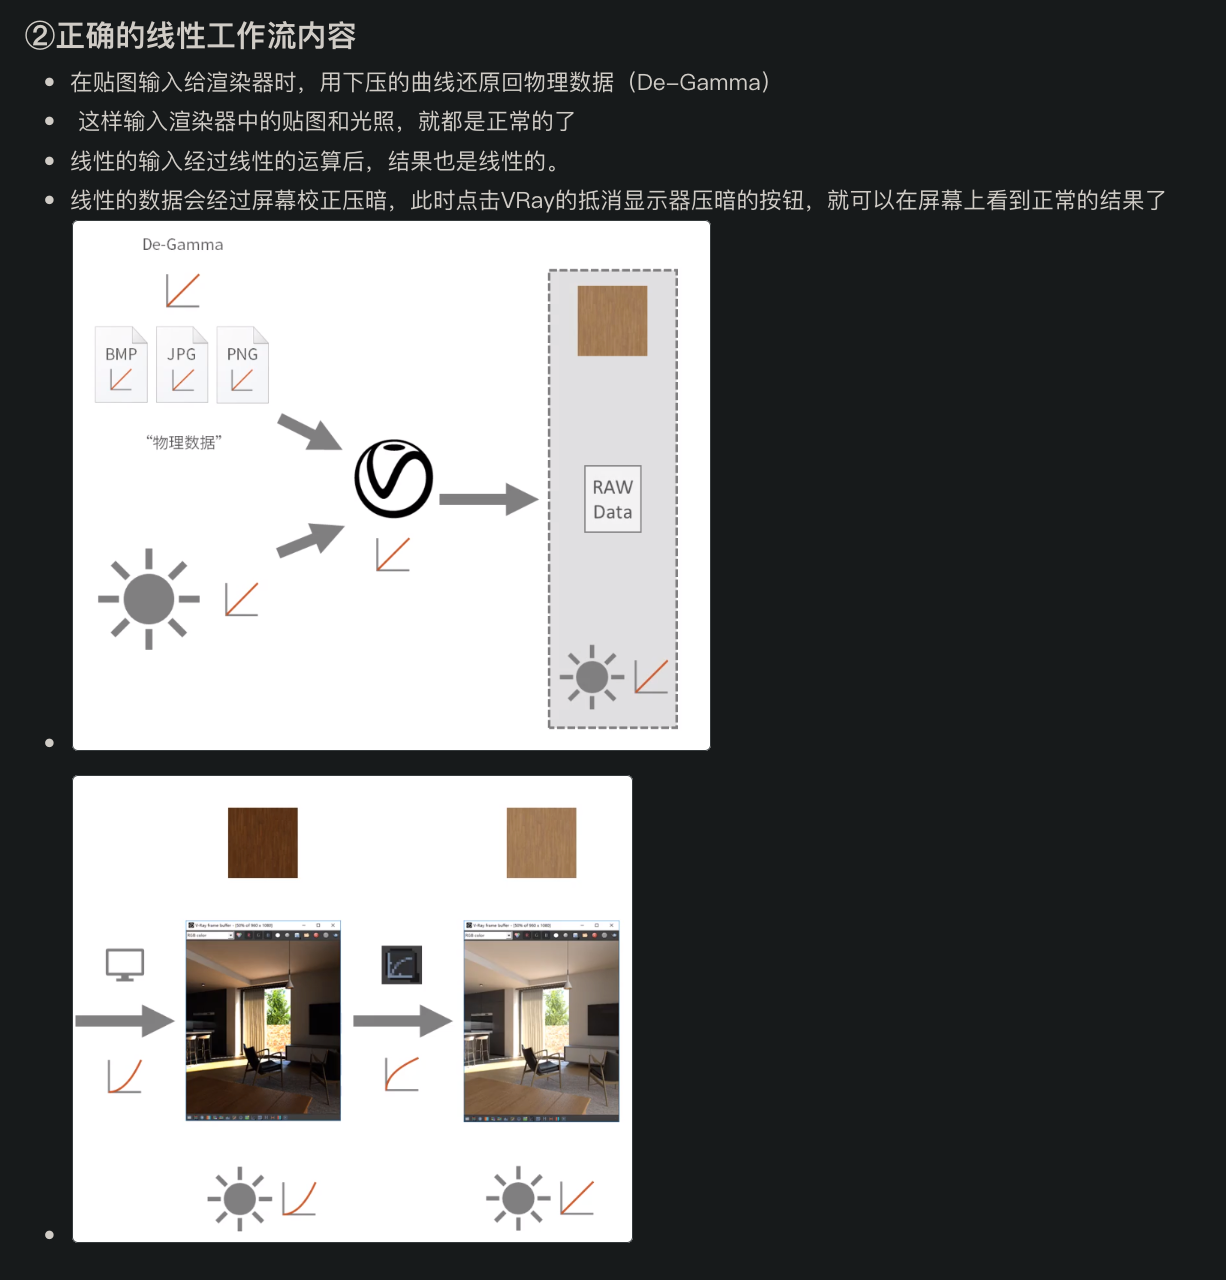 ②正确的线性工作流内容
在贴图输入给渲染器时，用下压的曲线还原回物理数据（De-Gamma）
这样输入渲染器中的贴图和光照，就都是正常的了
线性的输入经过线性的运算后，结果也是线性的。
线性的数据会经过屏幕校正压暗，此时点击VRay的抵消显示器压暗的按钮，就可以在屏幕上看到正常的结果了
De-Gamma
BMP JPG PNG
“物理数据”
RAW
Data
V-Ray frame buffer - [50% of 960 x 1080] V-Ray frame buffer - [50% of 960 x 1080]
RGB color RGB color